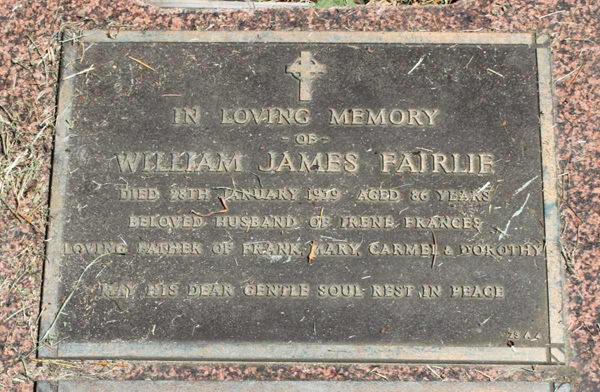 IN LOVING MEMORY
- OF -
WILLIAM JAMES FAIRLIE
DIED 28TH JANUARY 1979 AGED 86 YEARS
BELOVED HUSBAND OF IRENE FRANCES
LOVING FATHER OF FRANK, MARY, CARMEL & DOROTHY
MAY HIS DEAR GENTLE SOUL REST IN PEACE